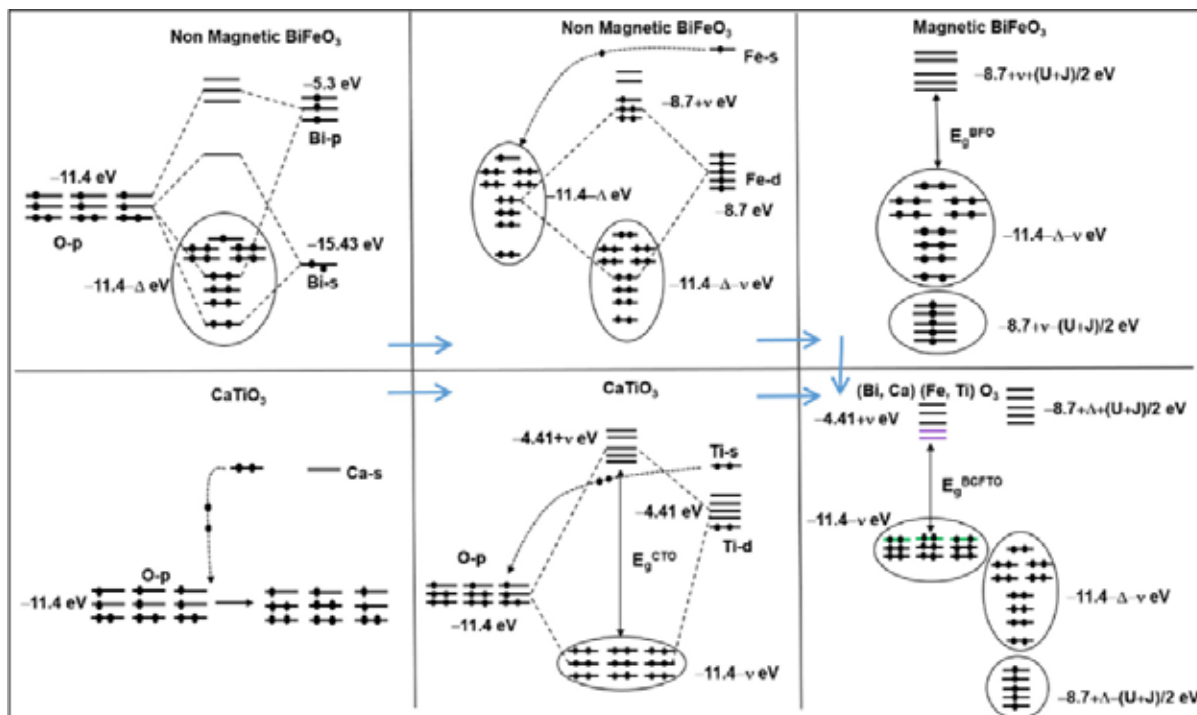 Non Magnetic BiFeO₃
−5.3 eV
Bi-p
−11.4 eV
O-p
−15.43 eV
Bi-s
−11.4–Δ eV
Non Magnetic BiFeO₃
Fe-s
−8.7+ν eV
−11.4–Δ eV
Fe-d
−8.7 eV
−11.4–Δ–ν eV
Magnetic BiFeO₃
−8.7+ν+(U+J)/2 eV
E_g^BFO
−11.4–Δ–ν eV
−8.7+ν–(U+J)/2 eV
CaTiO₃
Ca-s
O-p
−11.4 eV
CaTiO₃
−4.41+ν eV
Ti-s
−4.41 eV
Ti-d
O-p
E_g^CTO
−11.4 eV
−11.4–ν eV
(Bi, Ca) (Fe, Ti) O₃
−4.41+ν eV
−8.7+Δ+(U+J)/2 eV
E_g^BCFTO
−11.4–ν eV
−11.4–Δ–ν eV
−8.7+Δ–(U+J)/2 eV